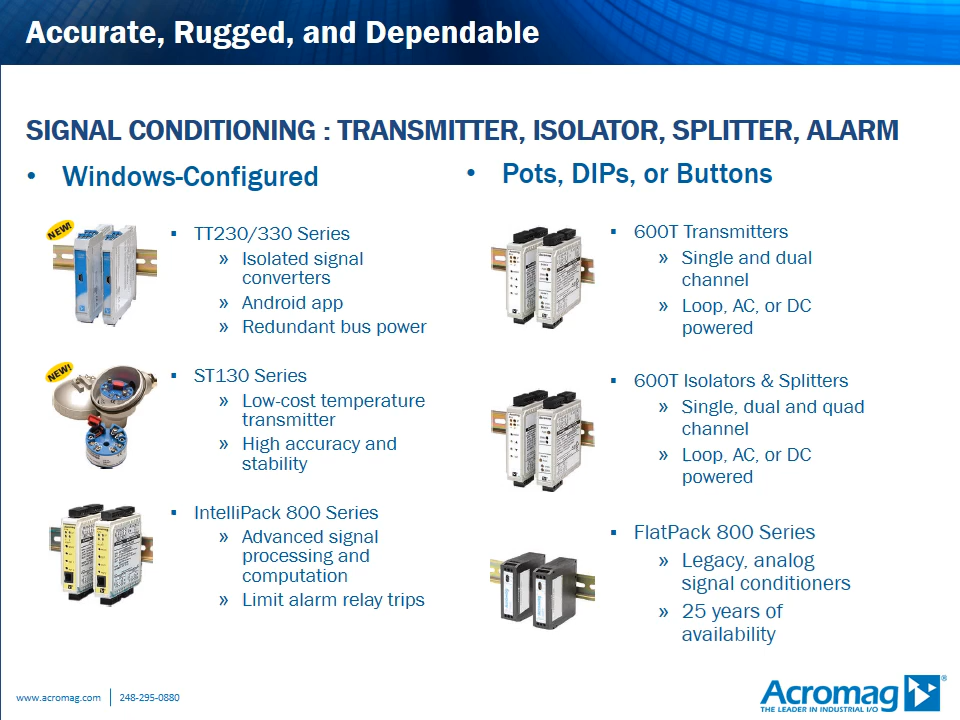 Accurate, Rugged, and Dependable
SIGNAL CONDITIONING : TRANSMITTER, ISOLATOR, SPLITTER, ALARM
• Windows-Configured
NEW!
▪ TT230/330 Series
» Isolated signal
converters
» Android app
» Redundant bus power
NEW!
▪ ST130 Series
» Low-cost temperature
transmitter
» High accuracy and
stability
▪ IntelliPack 800 Series
» Advanced signal
processing and
computation
» Limit alarm relay trips
• Pots, DIPs, or Buttons
▪ 600T Transmitters
» Single and dual
channel
» Loop, AC, or DC
powered
▪ 600T Isolators & Splitters
» Single, dual and quad
channel
» Loop, AC, or DC
powered
▪ FlatPack 800 Series
» Legacy, analog
signal conditioners
» 25 years of
availability
Acromag
www.acromag.com | 248-295-0880
Acromag ®
THE LEADER IN INDUSTRIAL I/O